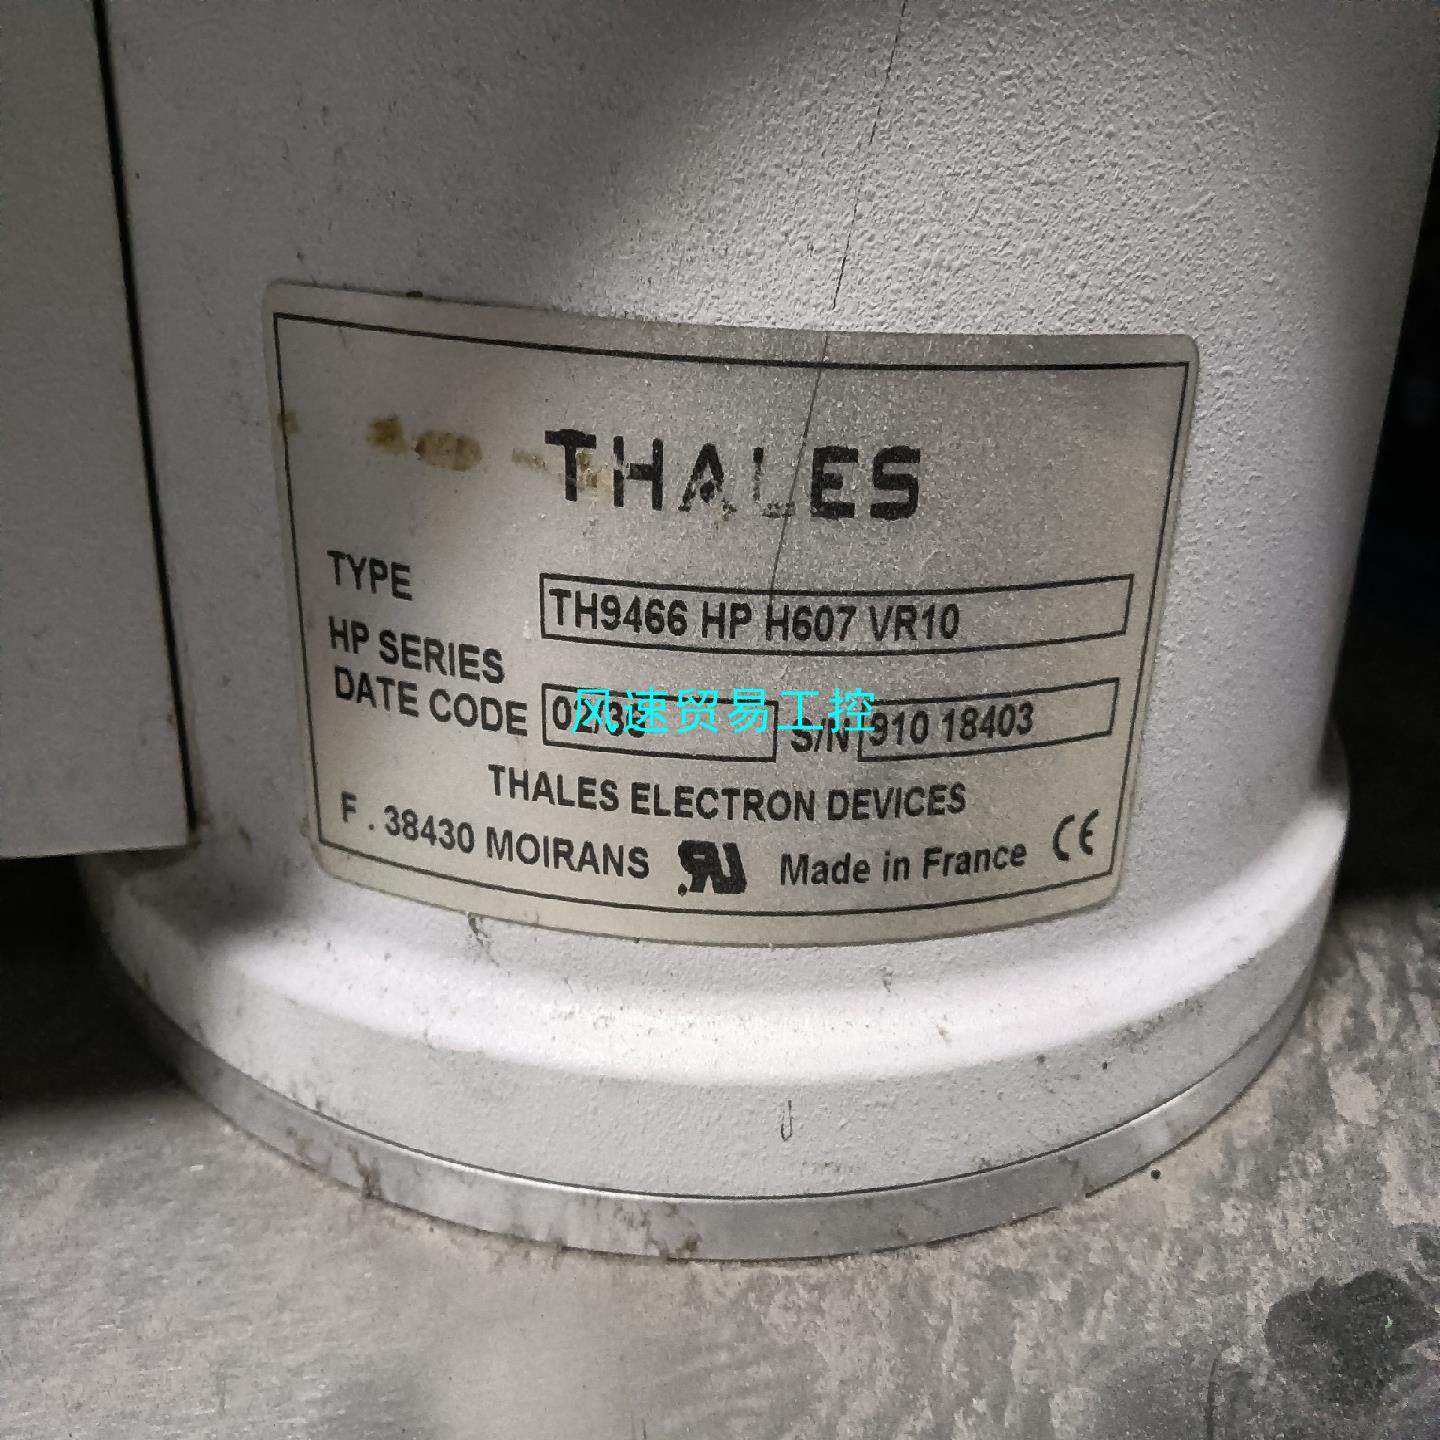 THALES
TYPE TH9466 HP H607 VR10
HP SERIES
DATE CODE S/N 910 18403
风速贸易工控
THALES ELECTRON DEVICES
F . 38430 MOIRANS Made in France CE